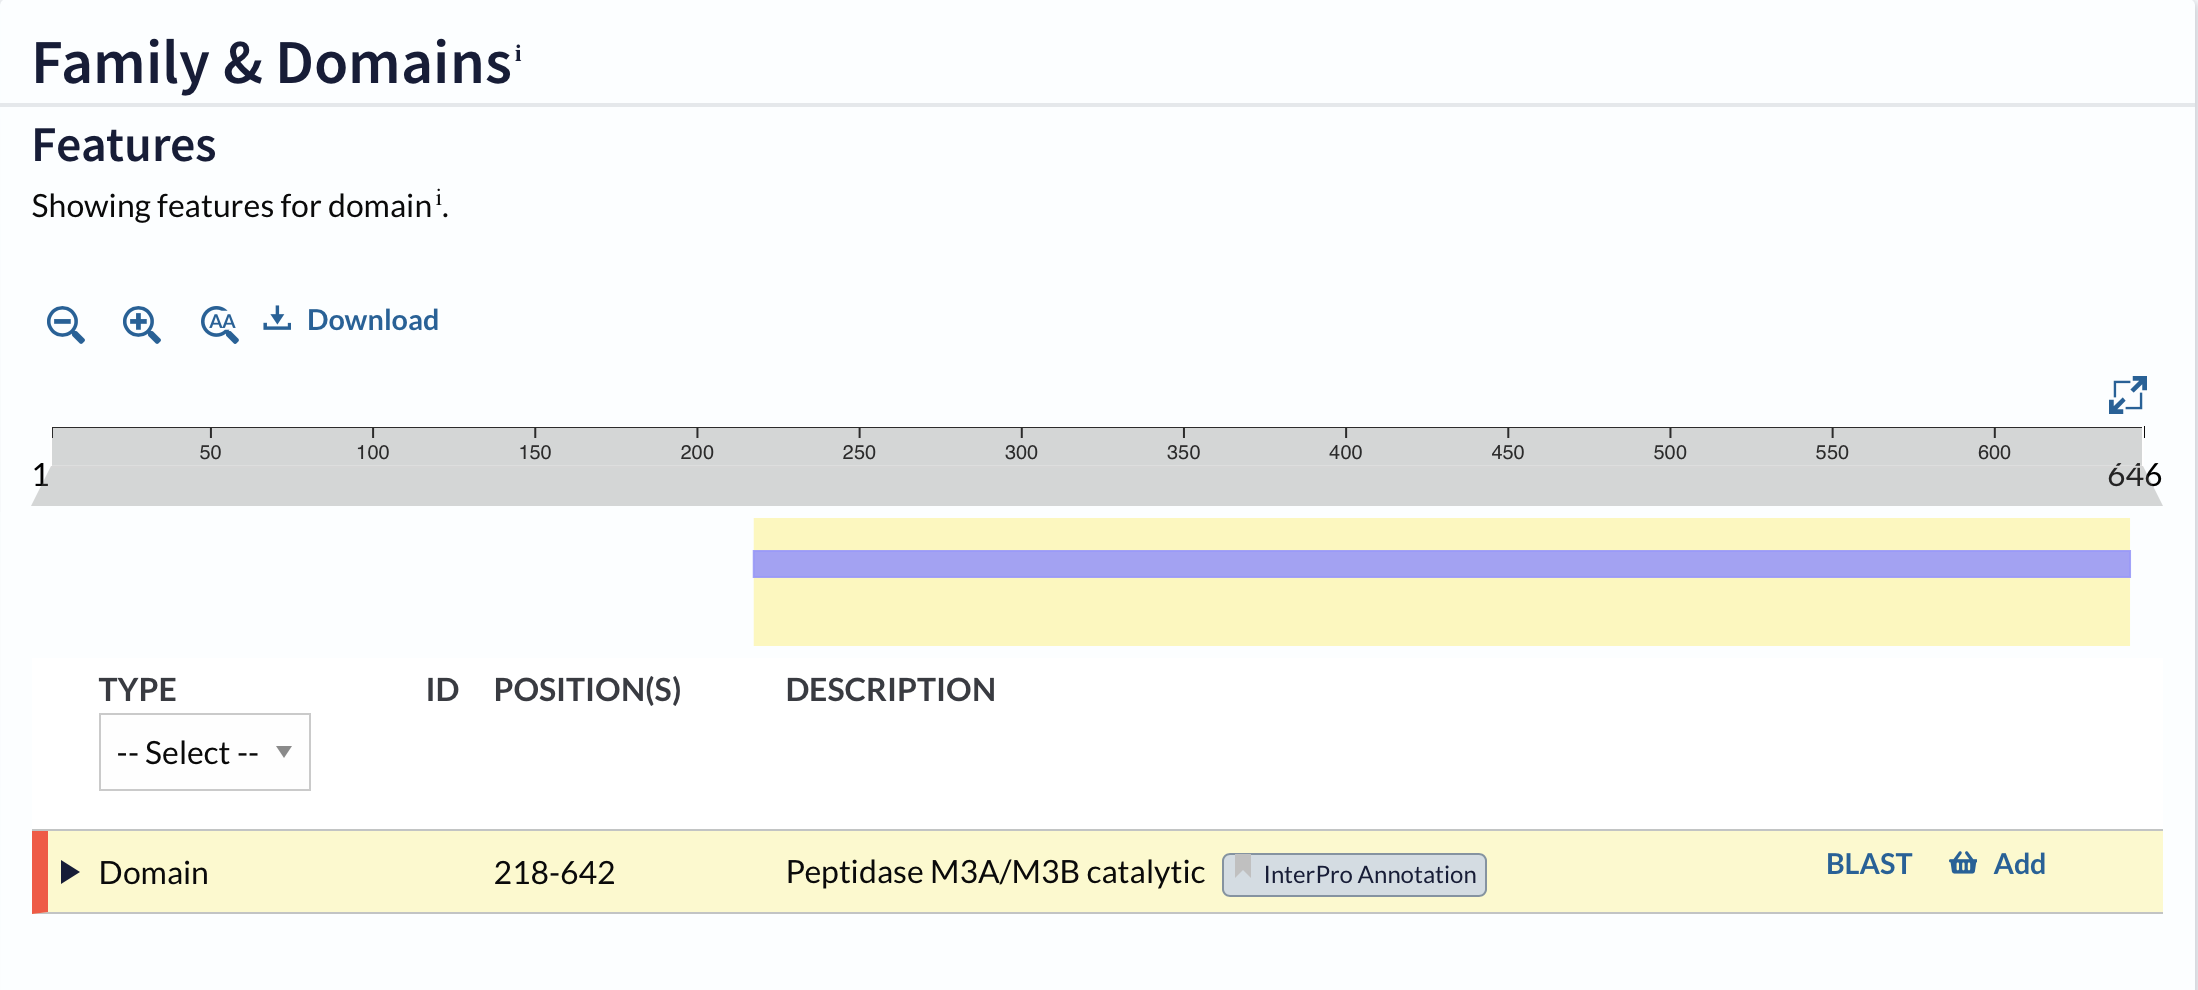 Family & Domains i
Features
Showing features for domain i.
AA Download
50 100 150 200 250 300 350 400 450 500 550 600
1 646
TYPE ID POSITION(S) DESCRIPTION
-- Select --
Domain 218-642 Peptidase M3A/M3B catalytic InterPro Annotation BLAST Add